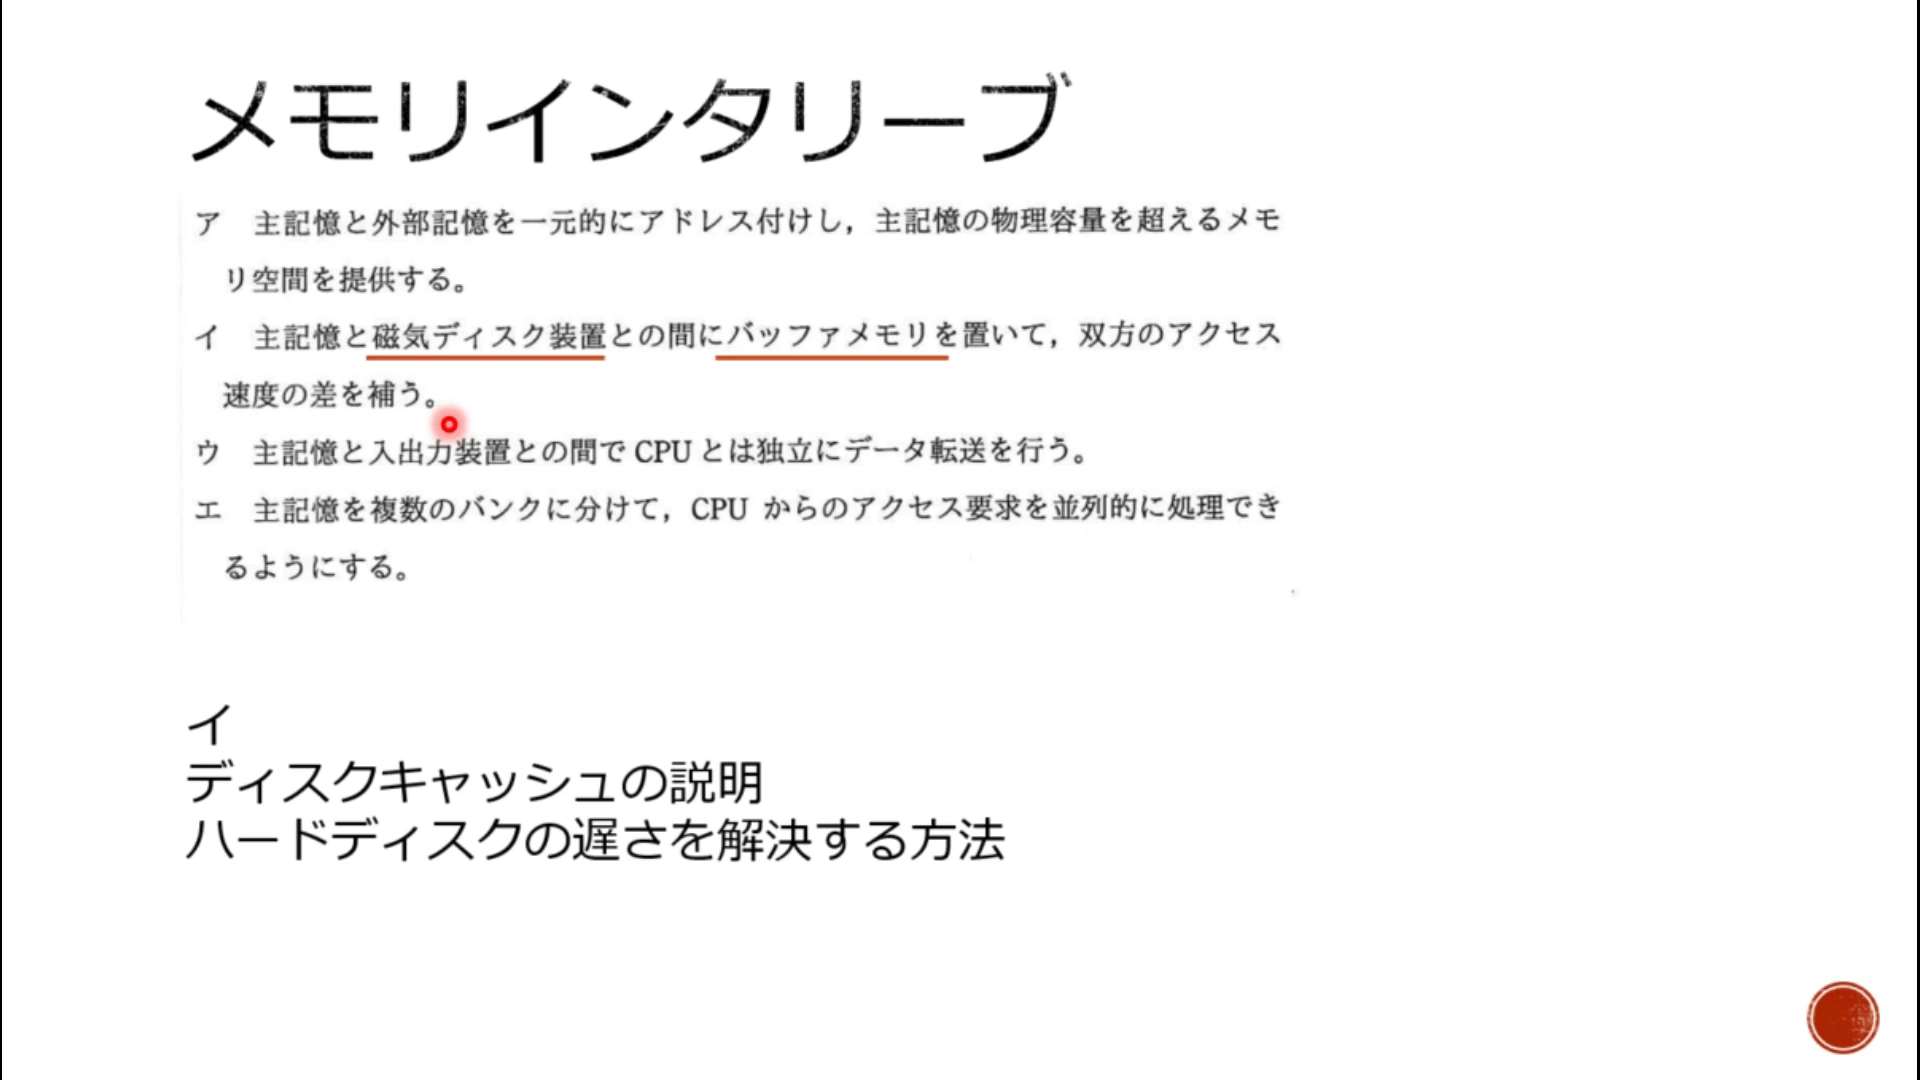 メモリインタリーブ
ア　主記憶と外部記憶を一元的にアドレス付けし，主記憶の物理容量を超えるメモ
リ空間を提供する。
イ　主記憶と磁気ディスク装置との間にバッファメモリを置いて，双方のアクセス
速度の差を補う。
ウ　主記憶と入出力装置との間で CPU とは独立にデータ転送を行う。
エ　主記憶を複数のバンクに分けて，CPU からのアクセス要求を並列的に処理でき
るようにする。
イ
ディスクキャッシュの説明
ハードディスクの遅さを解決する方法